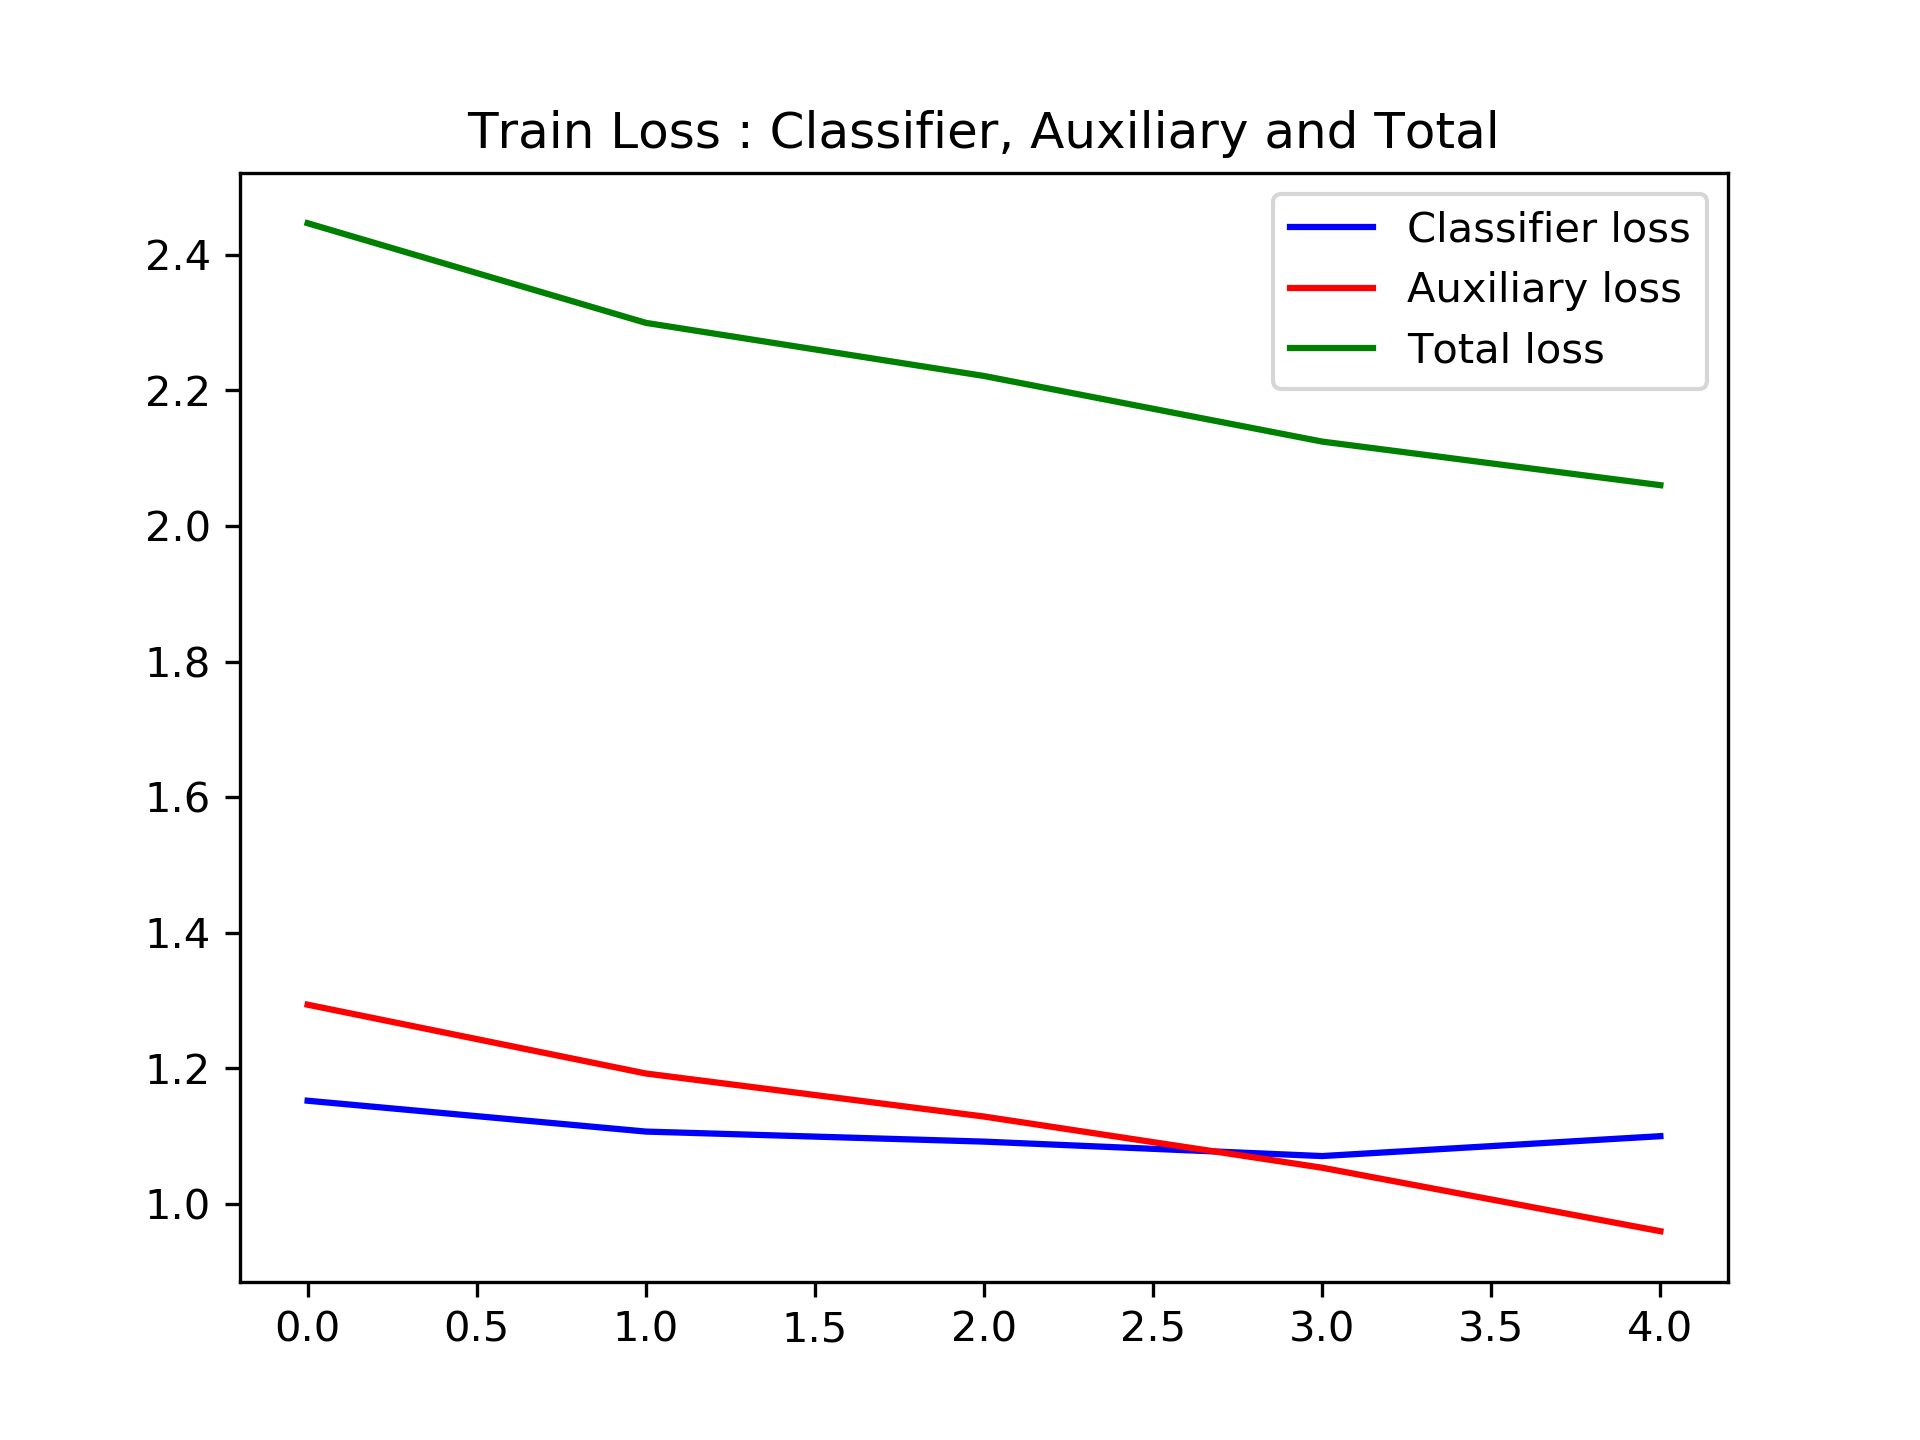 Train Loss : Classifier, Auxiliary and Total
Classifier loss
Auxiliary loss
Total loss
2.4
2.2
2.0
1.8
1.6
1.4
1.2
1.0
0.0 0.5 1.0 1.5 2.0 2.5 3.0 3.5 4.0